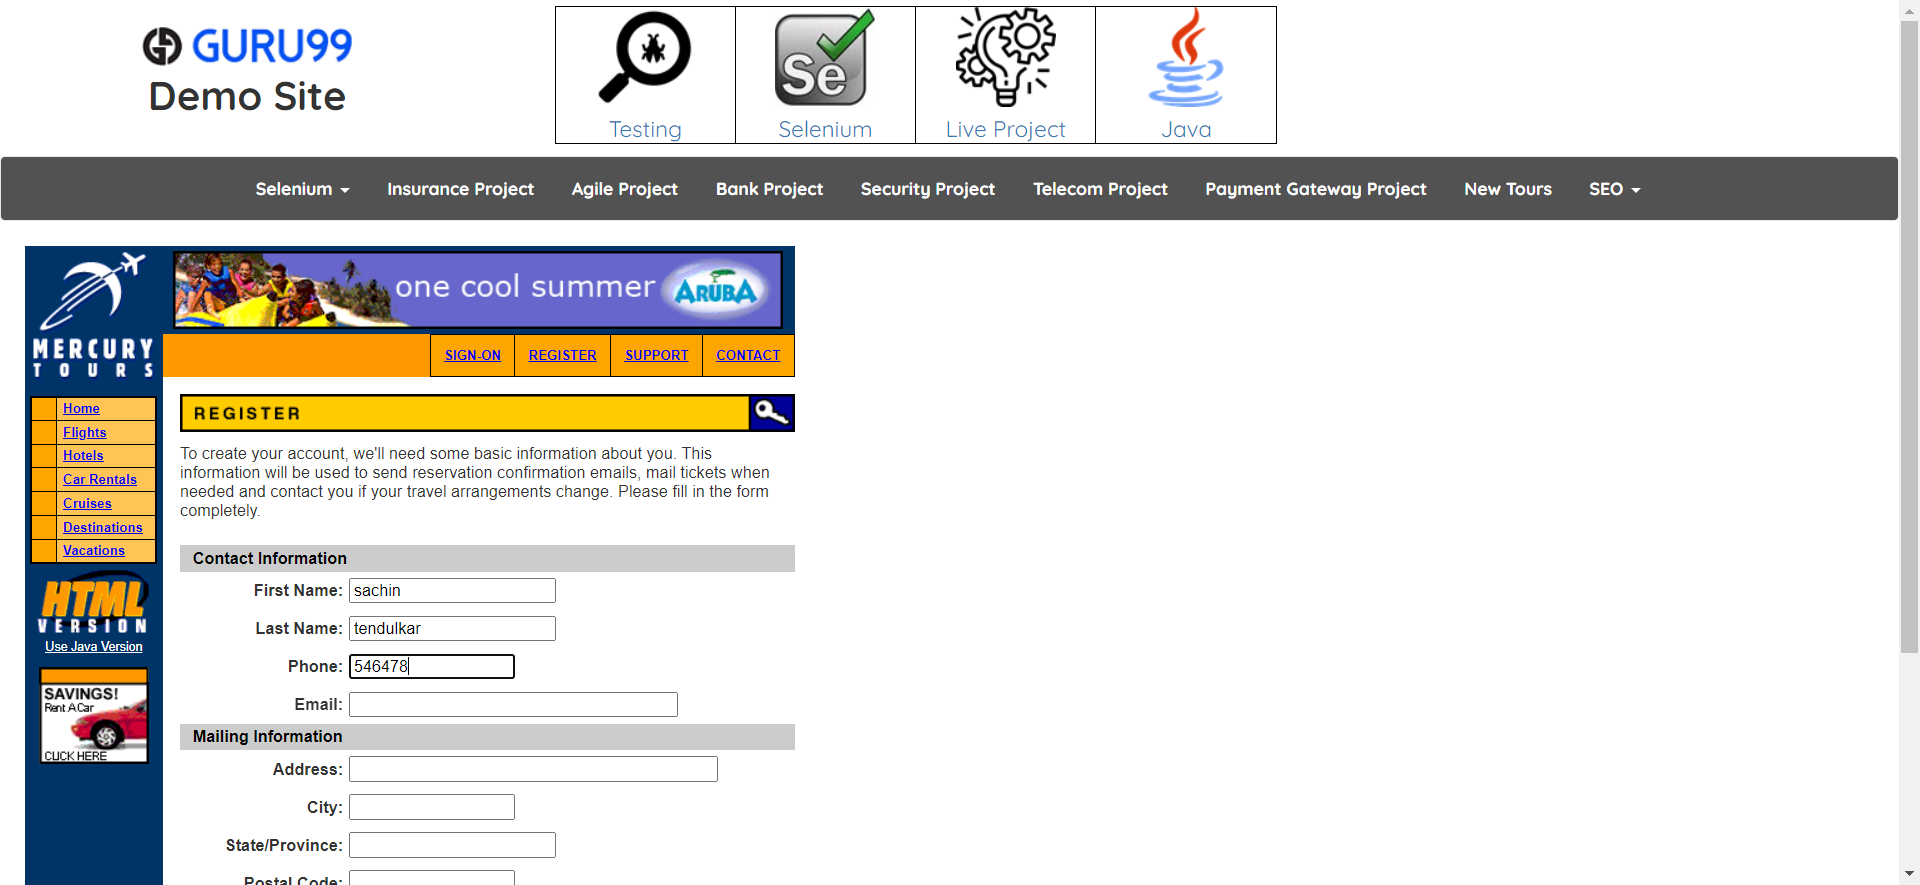 GURU99
Demo Site
Testing
Selenium
Live Project
Java
Selenium
Insurance Project
Agile Project
Bank Project
Security Project
Telecom Project
Payment Gateway Project
New Tours
SEO
MERCURY
TOURS
one cool summer
ARUBA
SIGN-ON
REGISTER
SUPPORT
CONTACT
Home
Flights
Hotels
Car Rentals
Cruises
Destinations
Vacations
HTML
VERSION
Use Java Version
SAVINGS!
Rent A Car
CLICK HERE
REGISTER
To create your account, we'll need some basic information about you. This
information will be used to send reservation confirmation emails, mail tickets when
needed and contact you if your travel arrangements change. Please fill in the form
completely.
Contact Information
First Name: sachin
Last Name: tendulkar
Phone: 546478
Email:
Mailing Information
Address:
City:
State/Province:
Postal Code: